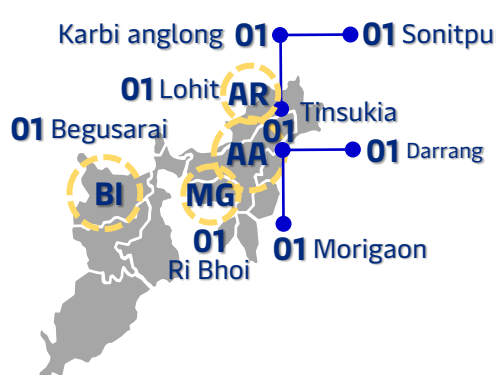 Karbi anglong 01
01 Sonitpu
01 Lohit
AR
Tinsukia
01
01 Begusarai
AA
01 Darrang
BI
MG
01
Ri Bhoi
01 Morigaon